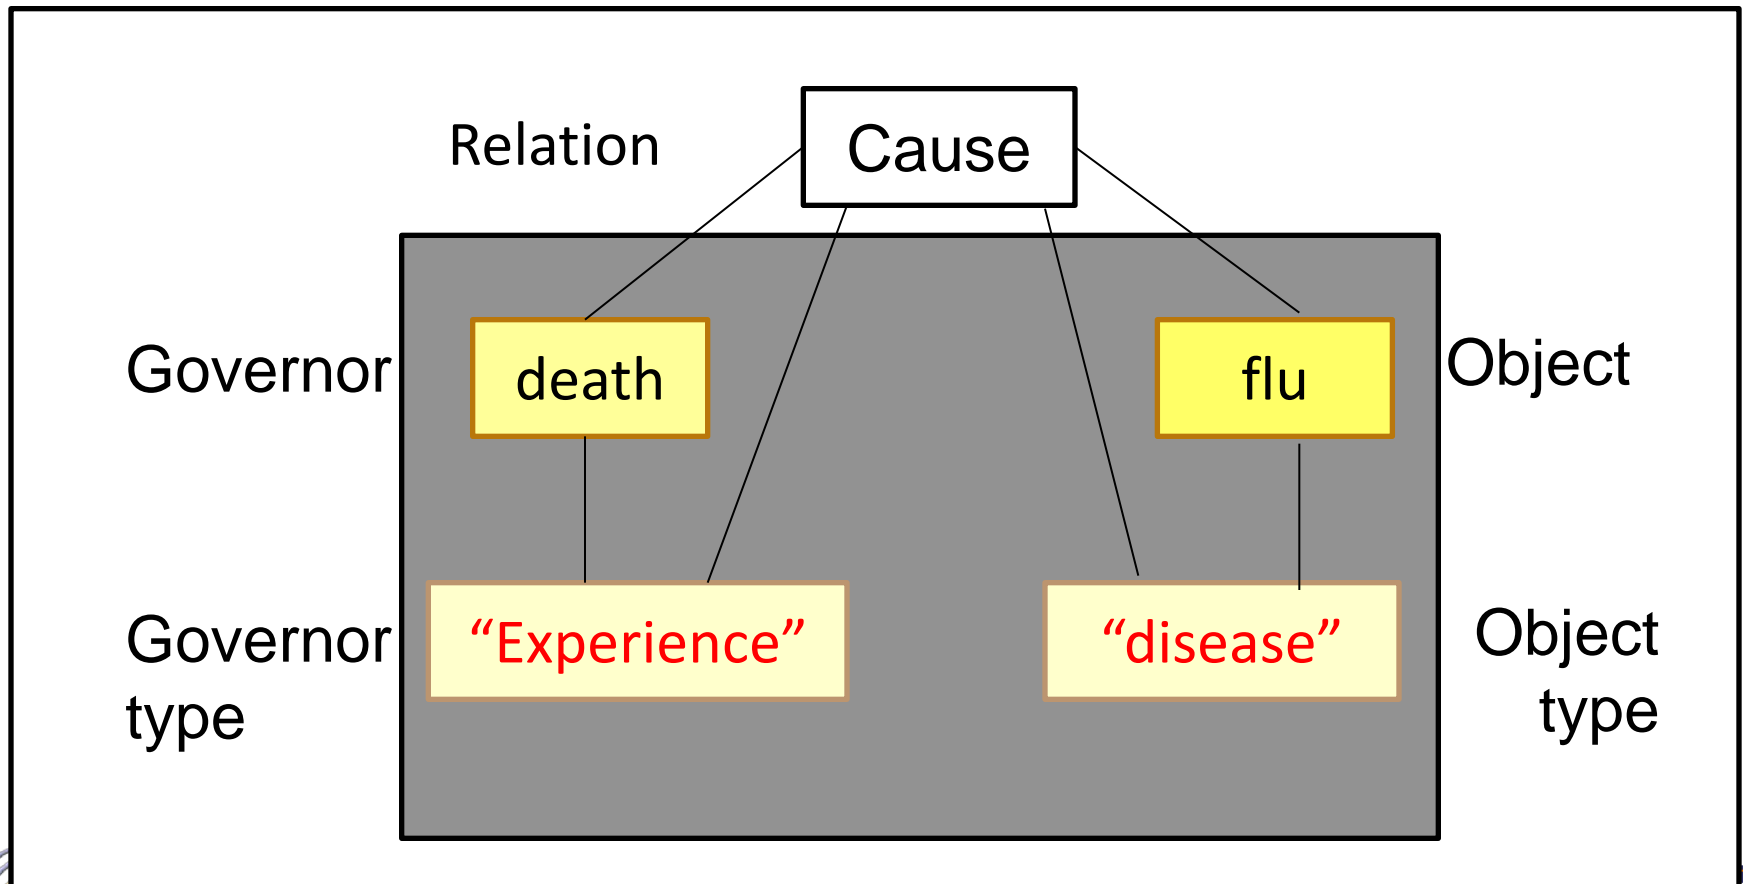 Relation
Cause
Governor
death
flu
Object
Governor
type
“Experience”
“disease”
Object
type